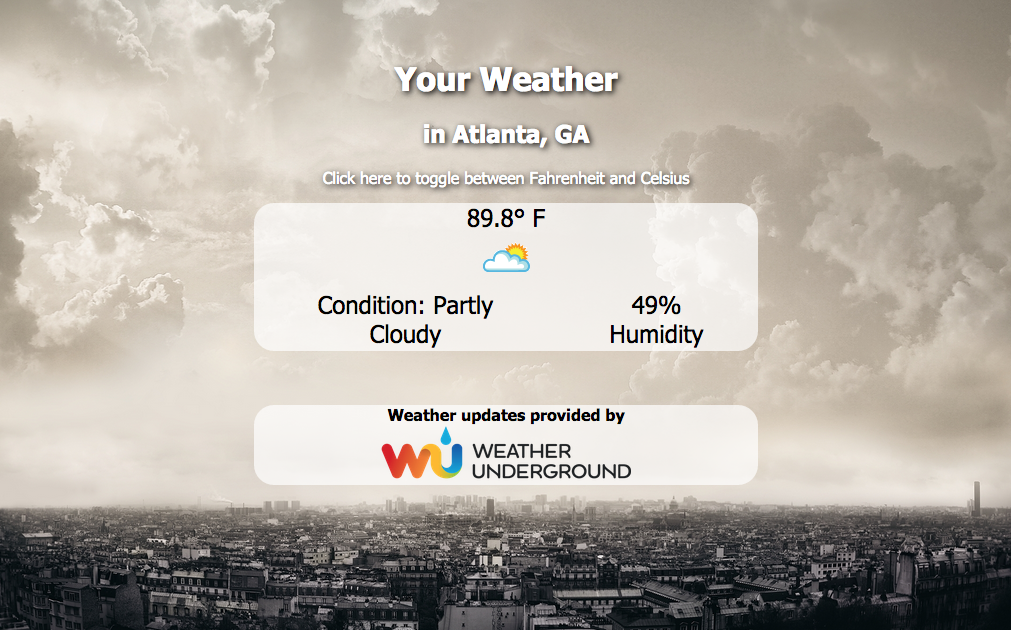 Your Weather
in Atlanta, GA
Click here to toggle between Fahrenheit and Celsius
89.8° F
Condition: Partly
Cloudy
49%
Humidity
Weather updates provided by
WU WEATHER
UNDERGROUND